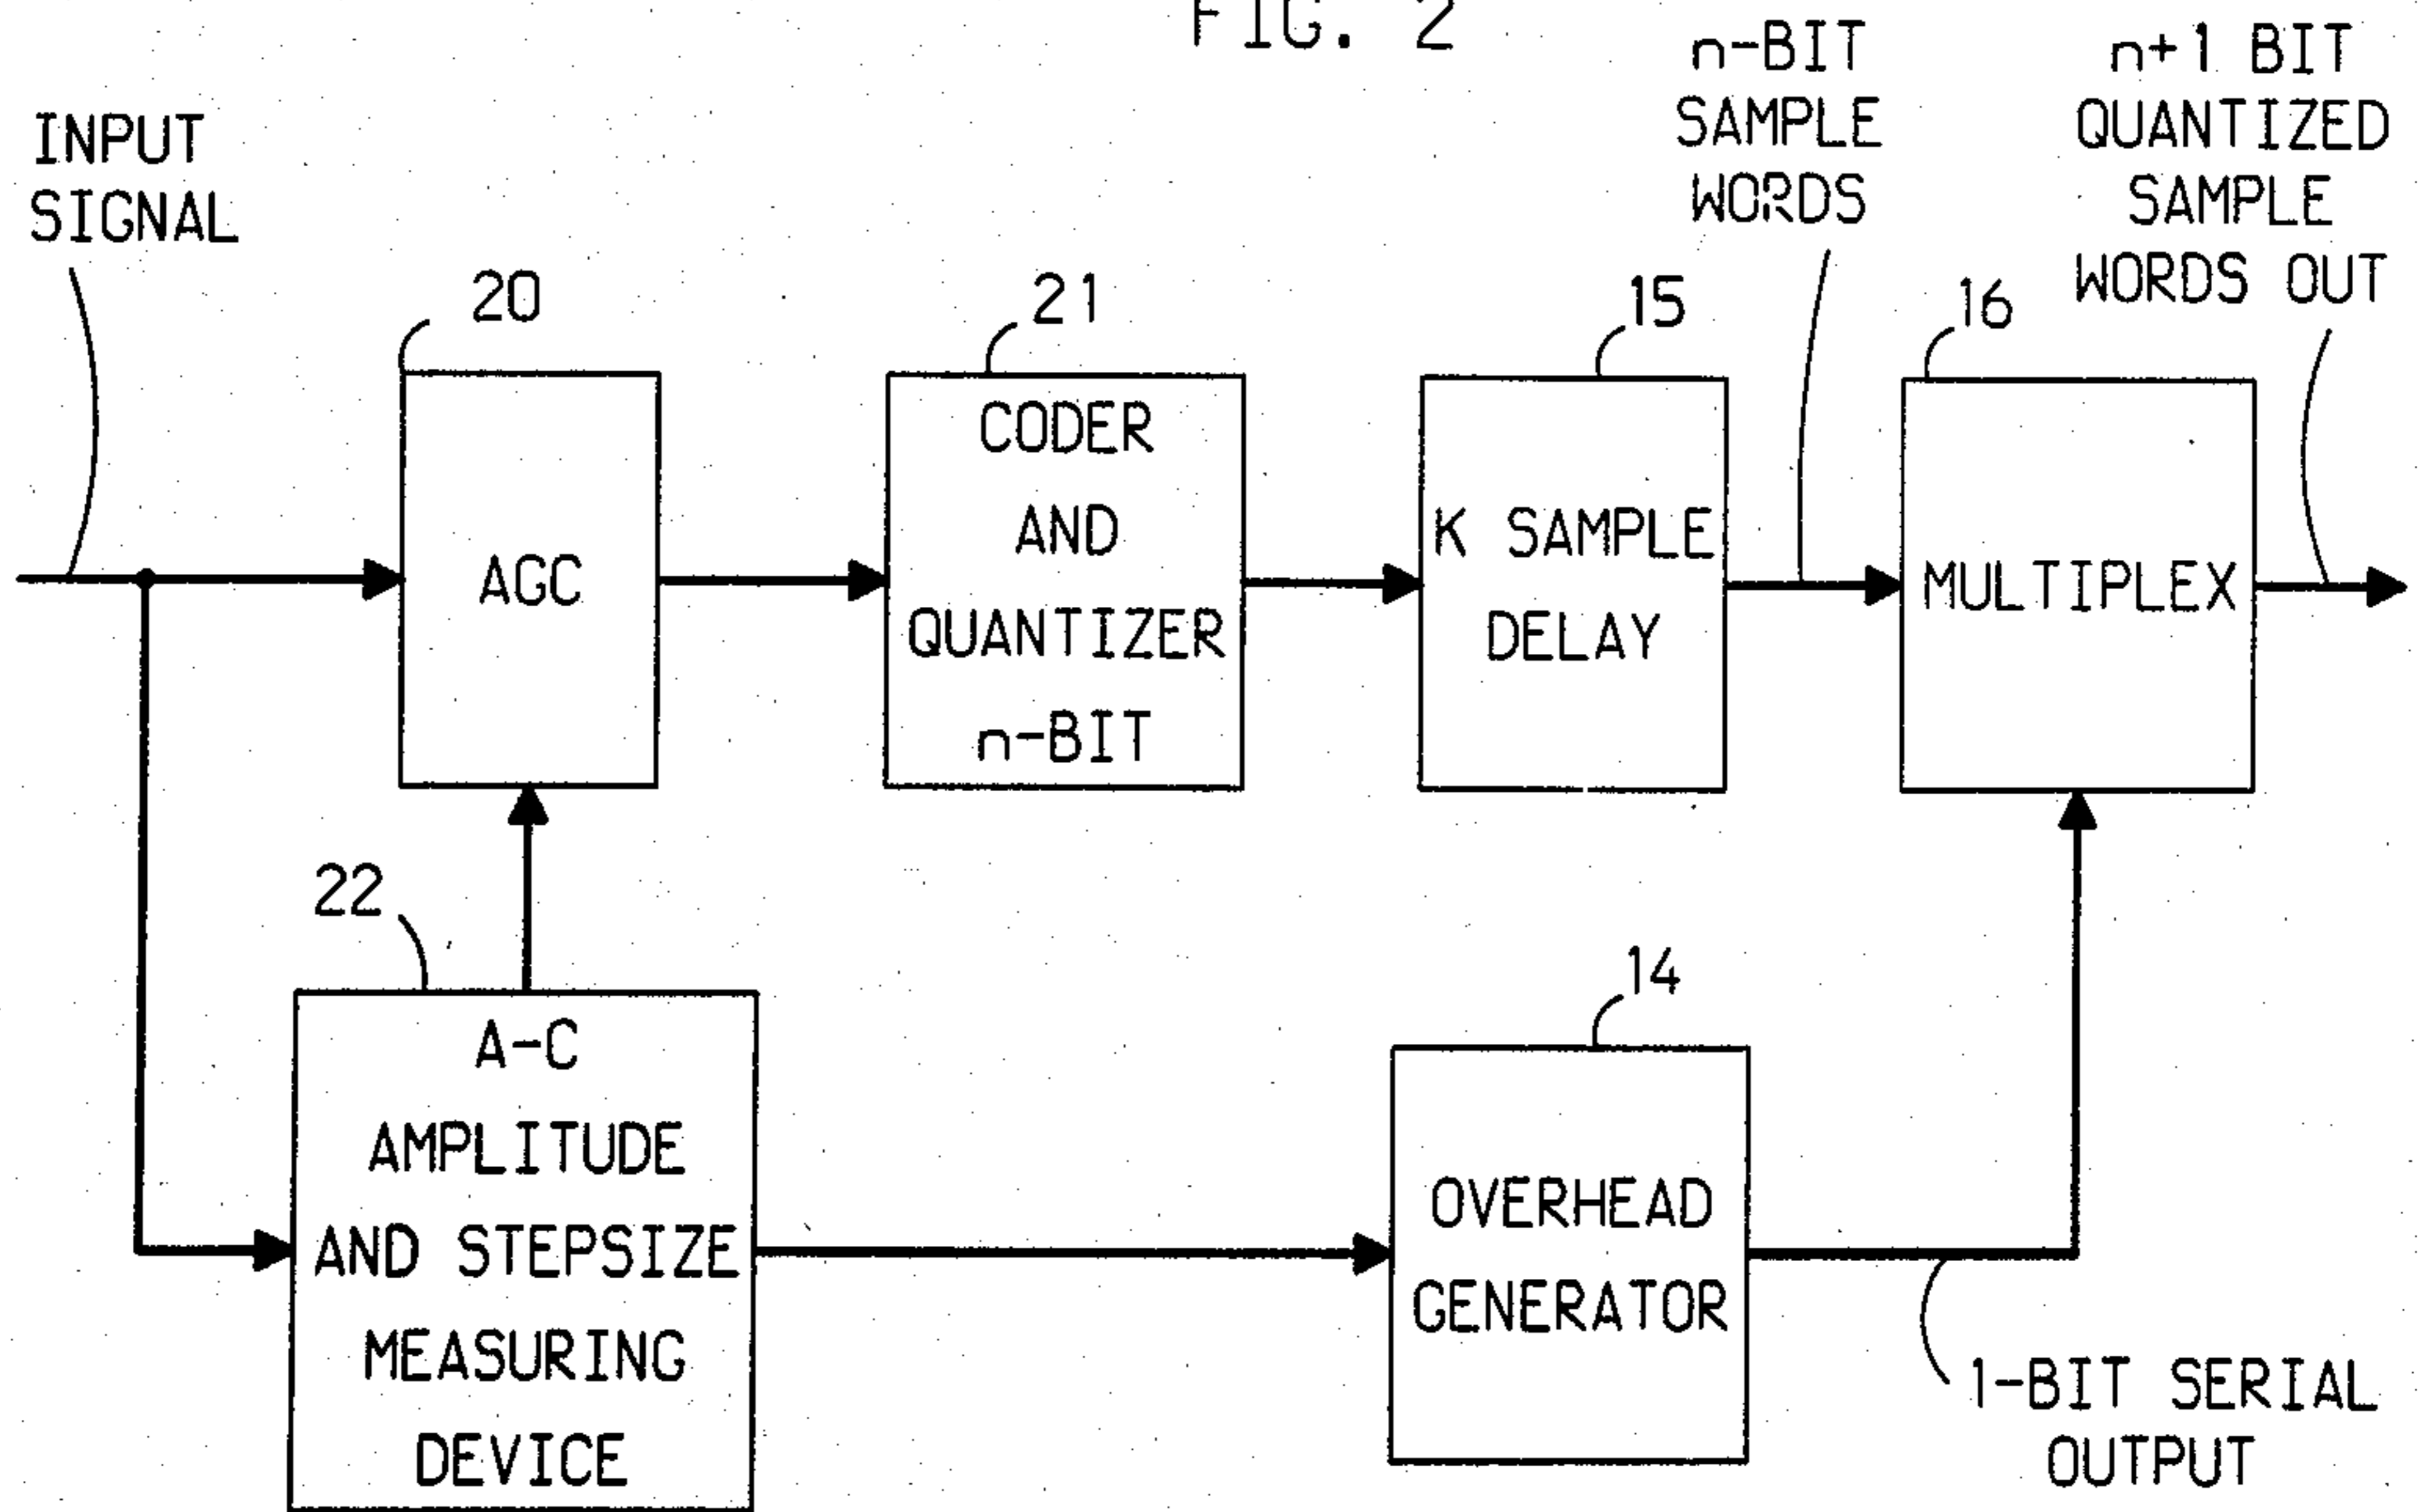 FIG. 2
INPUT
SIGNAL
n-BIT
SAMPLE
WORDS
n+1 BIT
QUANTIZED
SAMPLE
WORDS OUT
20
21
15
16
AGC
CODER
AND
QUANTIZER
n-BIT
K SAMPLE
DELAY
MULTIPLEX
22
A-C
AMPLITUDE
AND STEPSIZE
MEASURING
DEVICE
14
OVERHEAD
GENERATOR
1-BIT SERIAL
OUTPUT